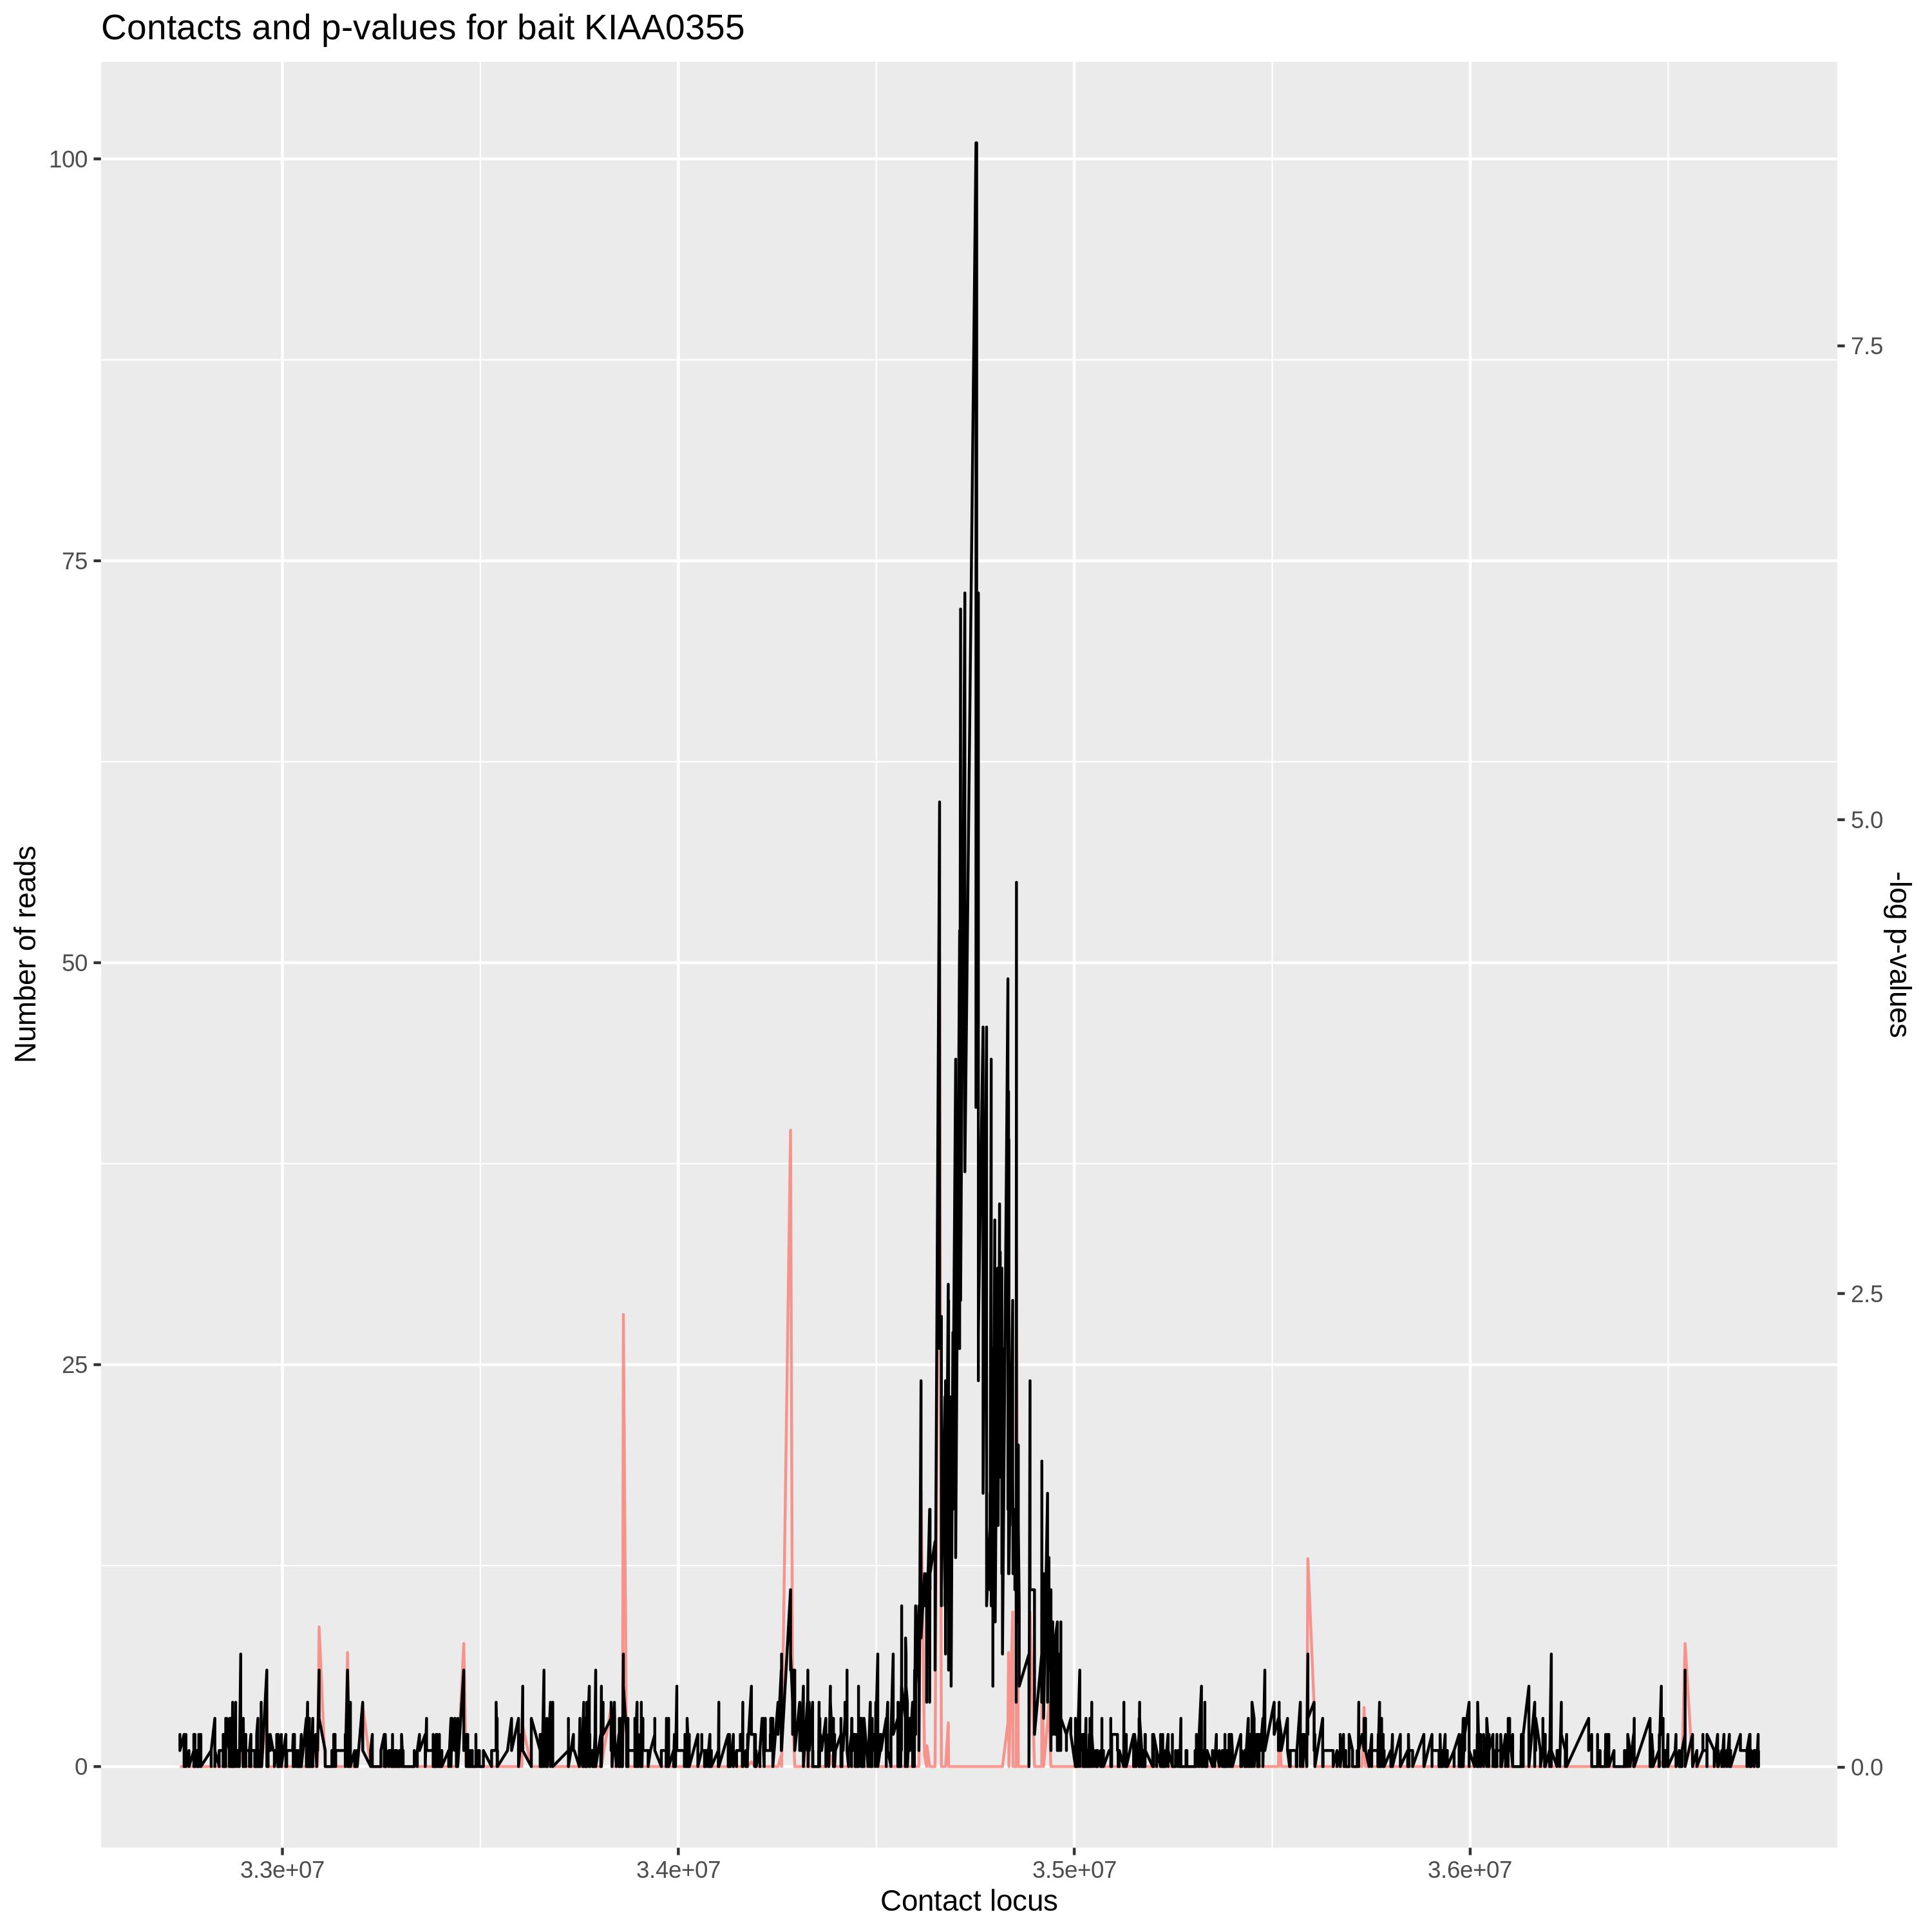 Contacts and p-values for bait KIAA0355
100
75
50
25
0
Number of reads
7.5
5.0
2.5
0.0
-log p-values
3.3e+07
3.4e+07
3.5e+07
3.6e+07
Contact locus